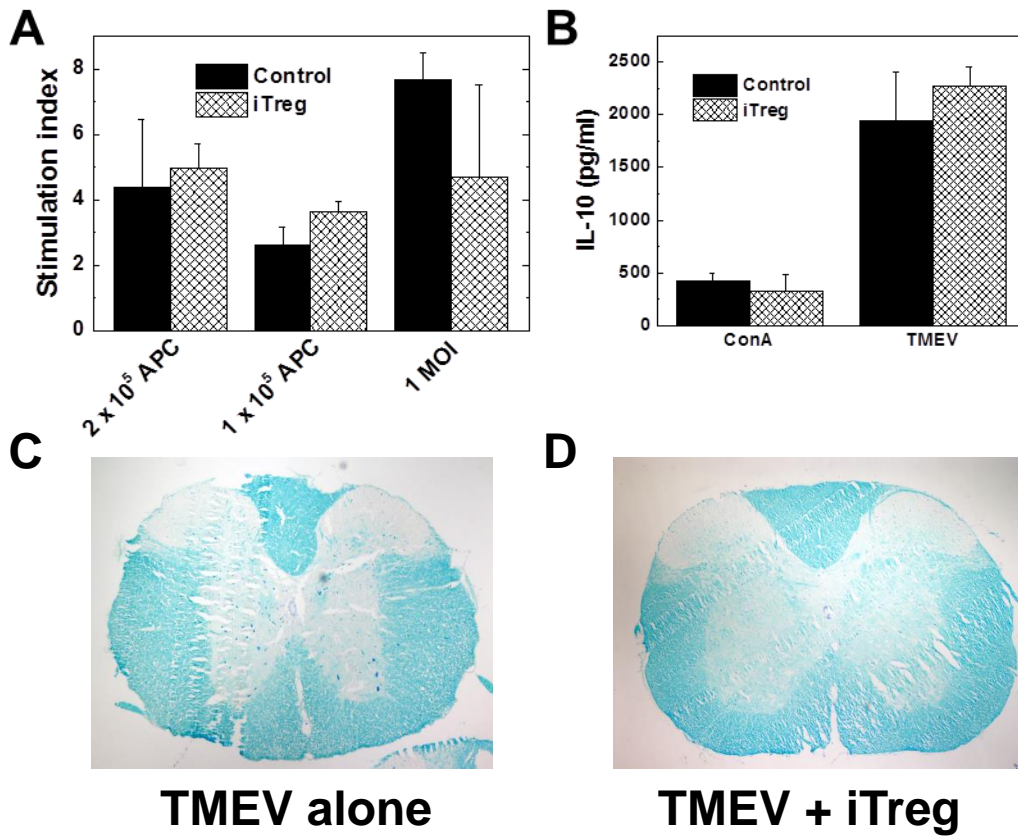 A
Stimulation index
8
6
4
2
0
Control
iTreg
2 x 10⁵ APC
1 x 10⁵ APC
1 MOI
B
IL-10 (pg/ml)
2500
2000
1500
1000
500
0
Control
iTreg
ConA
TMEV
C
D
TMEV alone
TMEV + iTreg